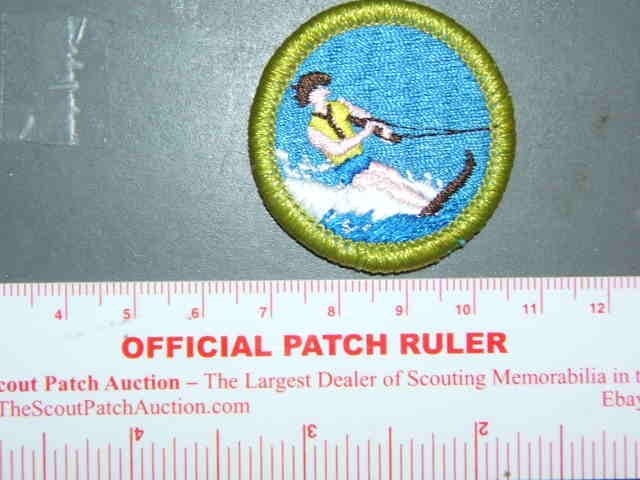 4 5 6 7 8 9 10 11 12
OFFICIAL PATCH RULER
cout Patch Auction – The Largest Dealer of Scouting Memorabilia in t
TheScoutPatchAuction.com Ebay
4 3 2